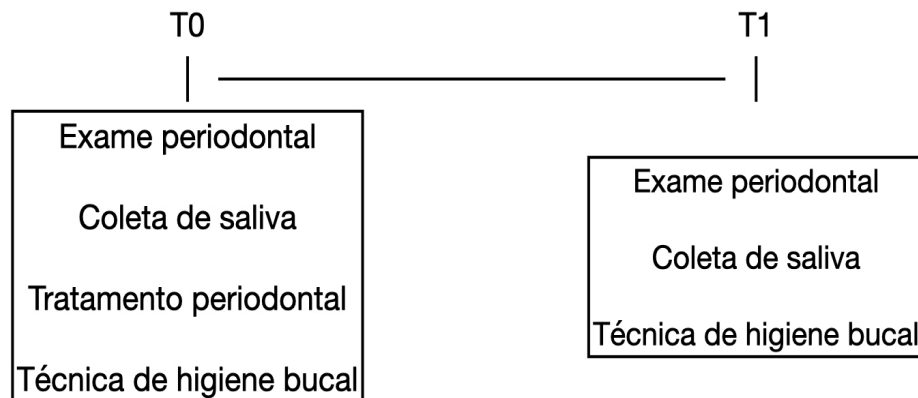 T0
T1
Exame periodontal
Coleta de saliva
Tratamento periodontal
Técnica de higiene bucal
Exame periodontal
Coleta de saliva
Técnica de higiene bucal